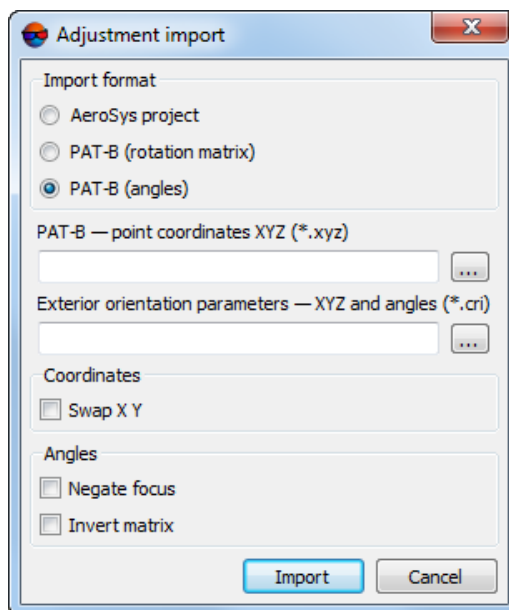 Adjustment import
Import format
AeroSys project
PAT-B (rotation matrix)
PAT-B (angles)
PAT-B — point coordinates XYZ (*.xyz)
...
Exterior orientation parameters — XYZ and angles (*.cri)
...
Coordinates
Swap X Y
Angles
Negate focus
Invert matrix
Import Cancel